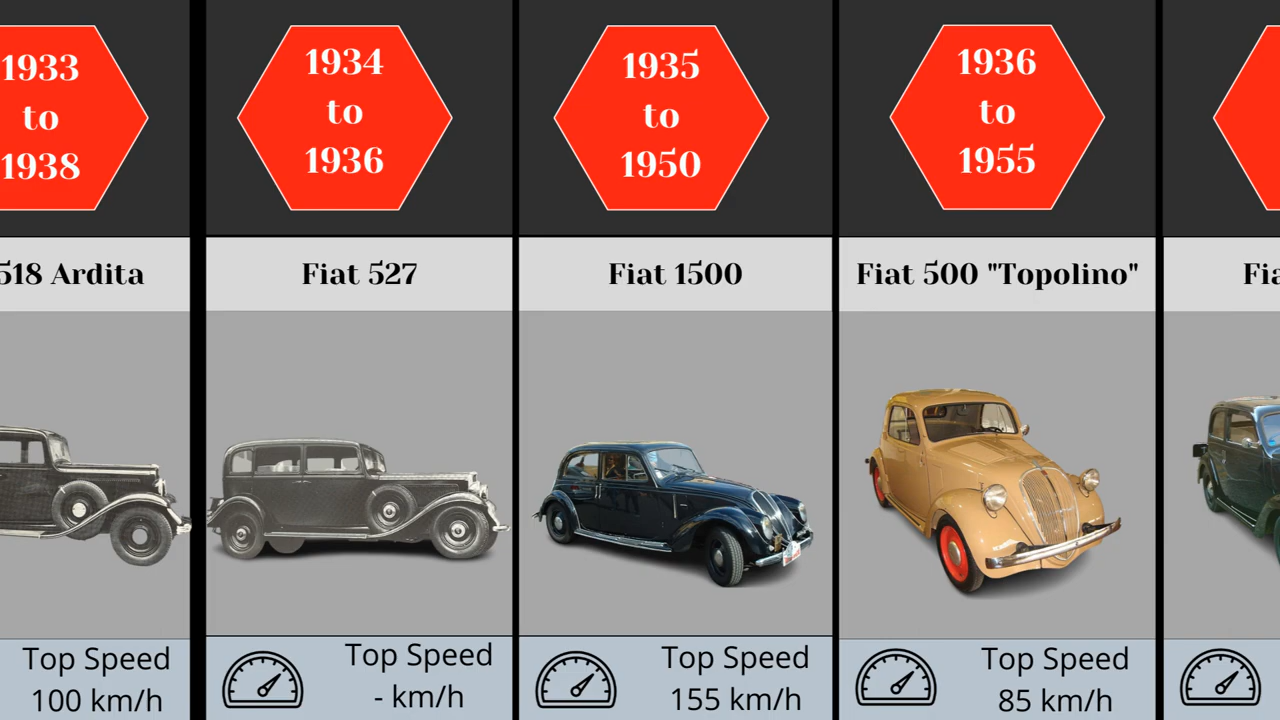 1933
to
1938
518 Ardita
Top Speed
100 km/h
1934
to
1936
Fiat 527
Top Speed
- km/h
1935
to
1950
Fiat 1500
Top Speed
155 km/h
1936
to
1955
Fiat 500 "Topolino"
Top Speed
85 km/h